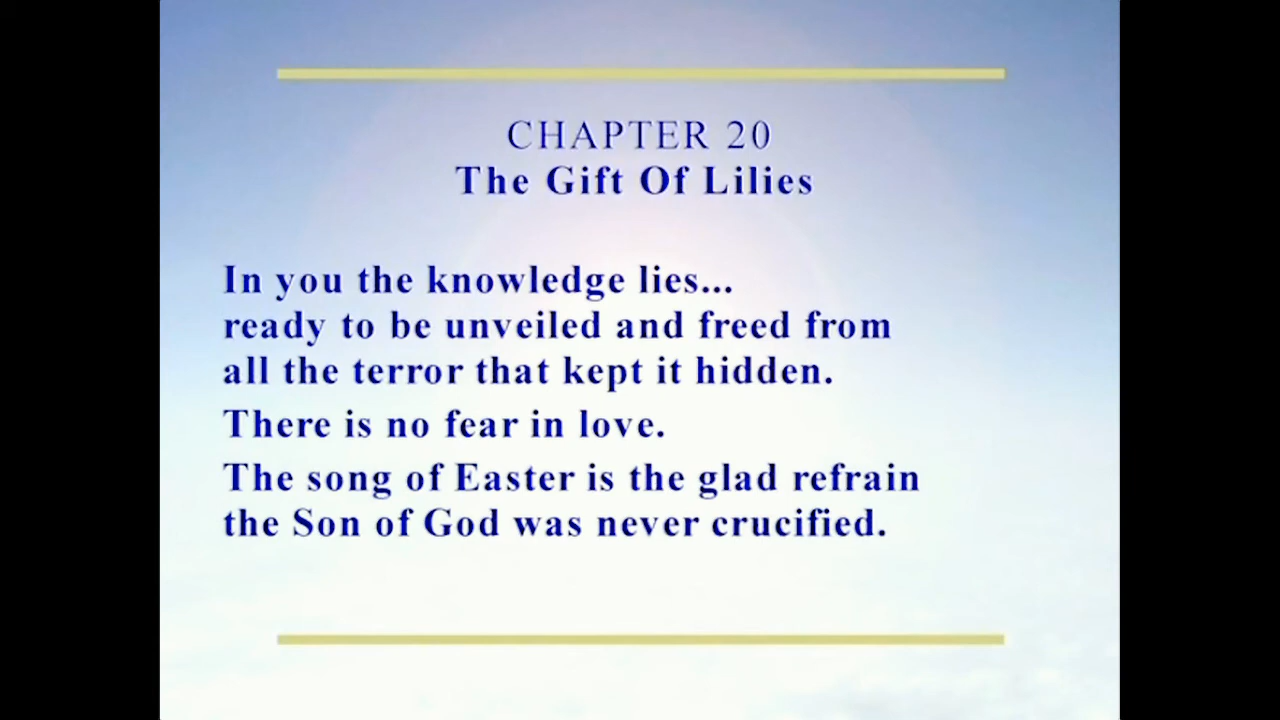 CHAPTER 20
The Gift Of Lilies
In you the knowledge lies...
ready to be unveiled and freed from
all the terror that kept it hidden.
There is no fear in love.
The song of Easter is the glad refrain
the Son of God was never crucified.